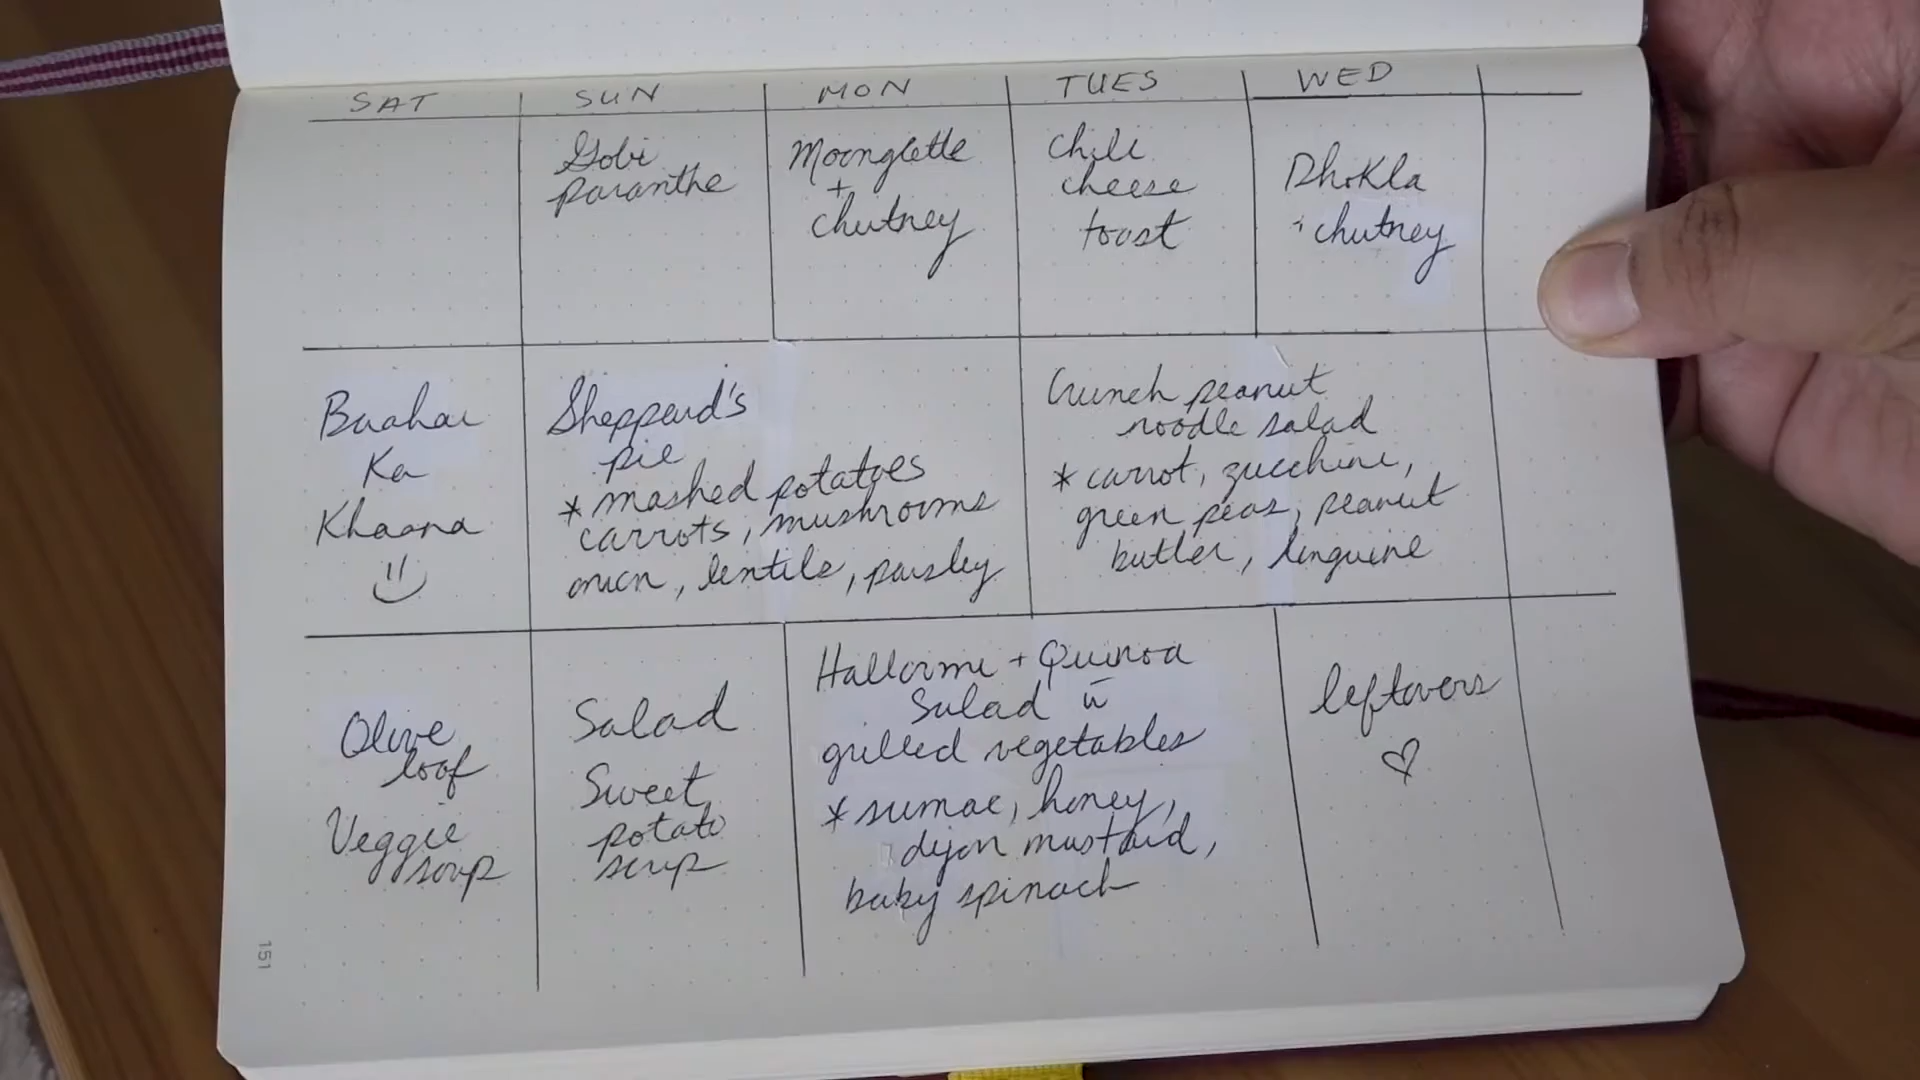 SAT SUN MON TUES WED
Gobi
paranthe
Moonglette
+
chutney
Chili
cheese
toast
Dhokla
+ chutney
Baahar
Ka
Khaana
Sheppard's
pie
* mashed potatoes
carrots, mushrooms
onion, lentils, parsley
Crunch peanut
noodle salad
* carrot, zucchini,
green peas, peanut
butter, linguine
Olive
loaf
Veggie
soup
Salad
Sweet
potato
soup
Halloumi + Quinoa
Salad w̄
grilled vegetables
* sumac, honey,
dijon mustard,
baby spinach
leftovers
♡
151